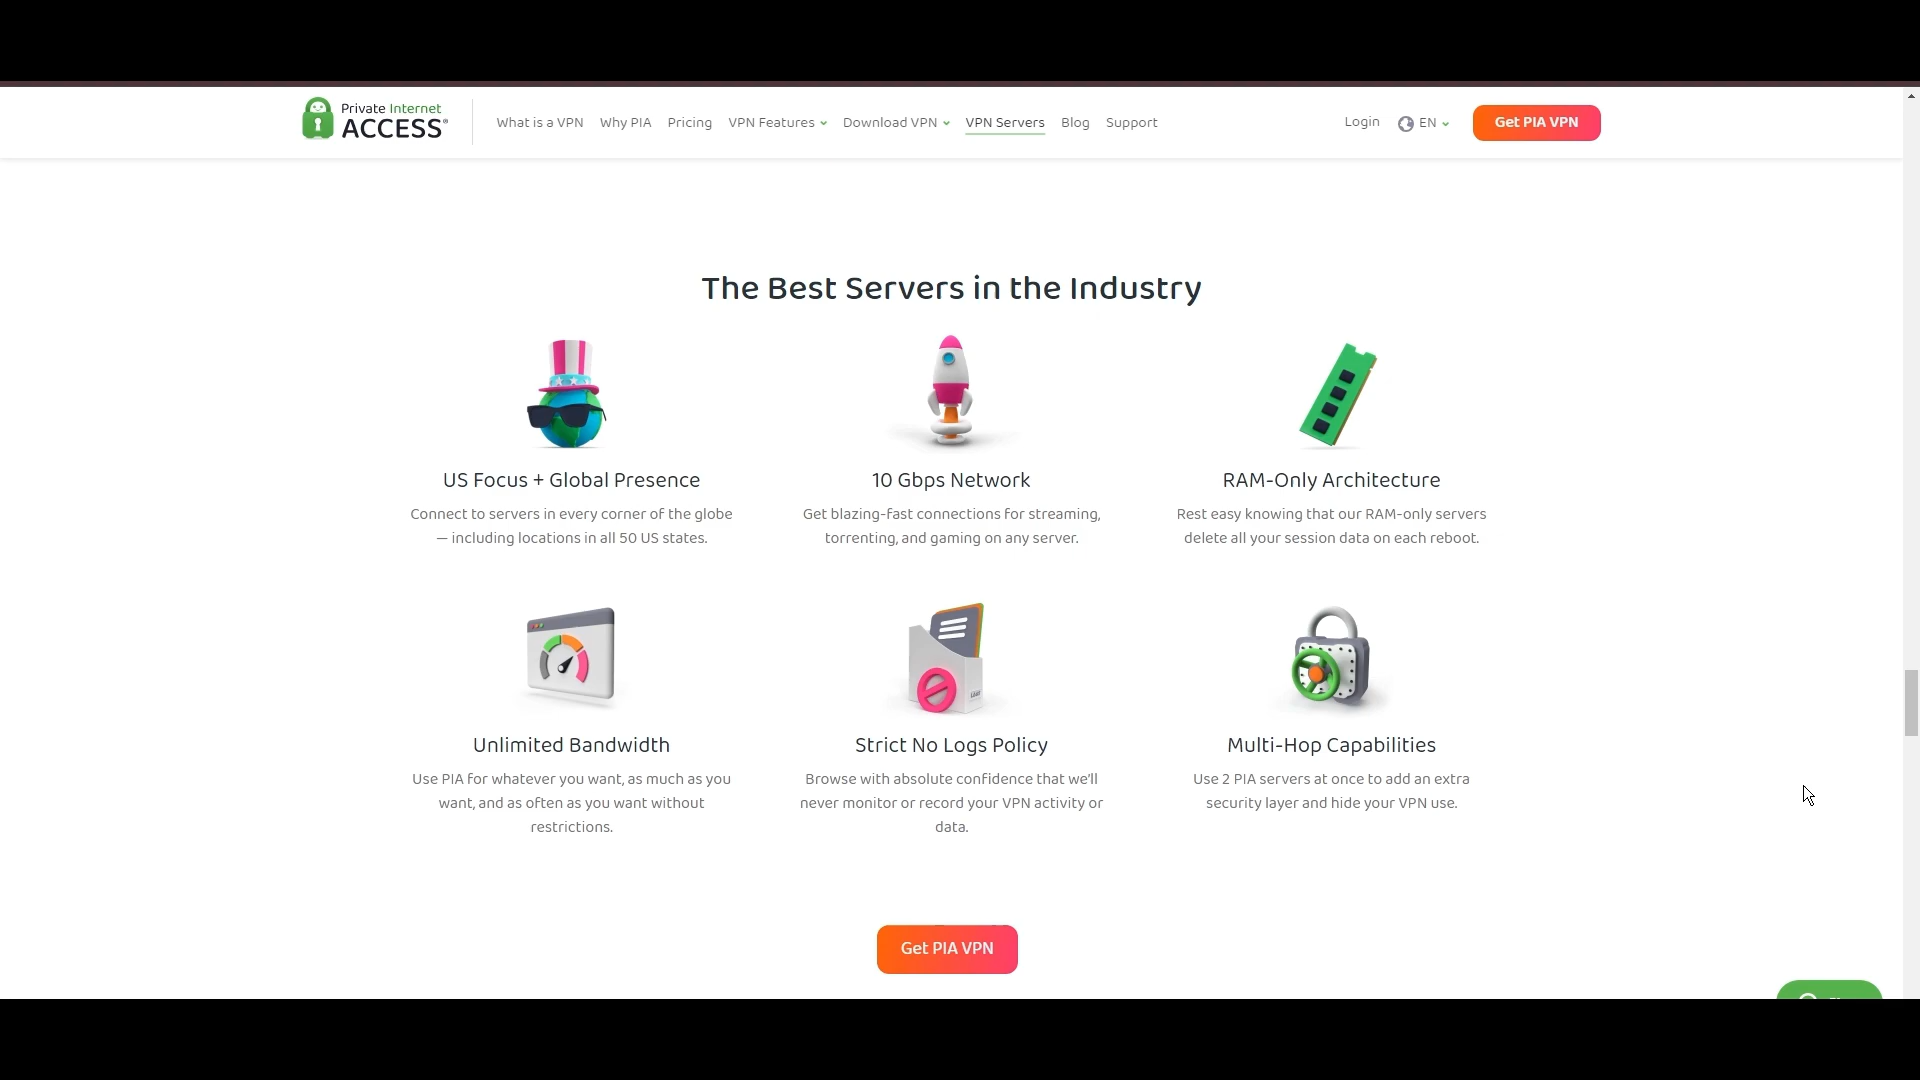 Private Internet
ACCESS®
What is a VPN Why PIA Pricing VPN Features Download VPN VPN Servers Blog Support
Login EN Get PIA VPN
The Best Servers in the Industry
US Focus + Global Presence
Connect to servers in every corner of the globe
— including locations in all 50 US states.
10 Gbps Network
Get blazing-fast connections for streaming,
torrenting, and gaming on any server.
RAM-Only Architecture
Rest easy knowing that our RAM-only servers
delete all your session data on each reboot.
Unlimited Bandwidth
Use PIA for whatever you want, as much as you
want, and as often as you want without
restrictions.
Strict No Logs Policy
Browse with absolute confidence that we'll
never monitor or record your VPN activity or
data.
Multi-Hop Capabilities
Use 2 PIA servers at once to add an extra
security layer and hide your VPN use.
Get PIA VPN